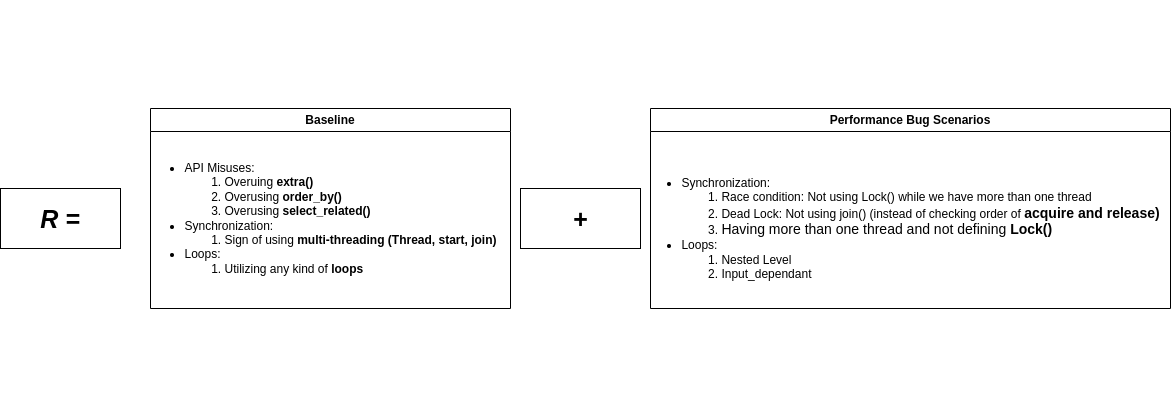 R =
Baseline
• API Misuses:
1. Overuing extra()
2. Overusing order_by()
3. Overusing select_related()
• Synchronization:
1. Sign of using multi-threading (Thread, start, join)
• Loops:
1. Utilizing any kind of loops
+
Performance Bug Scenarios
• Synchronization:
1. Race condition: Not using Lock() while we have more than one thread
2. Dead Lock: Not using join() (instead of checking order of acquire and release)
3. Having more than one thread and not defining Lock()
• Loops:
1. Nested Level
2. Input_dependant